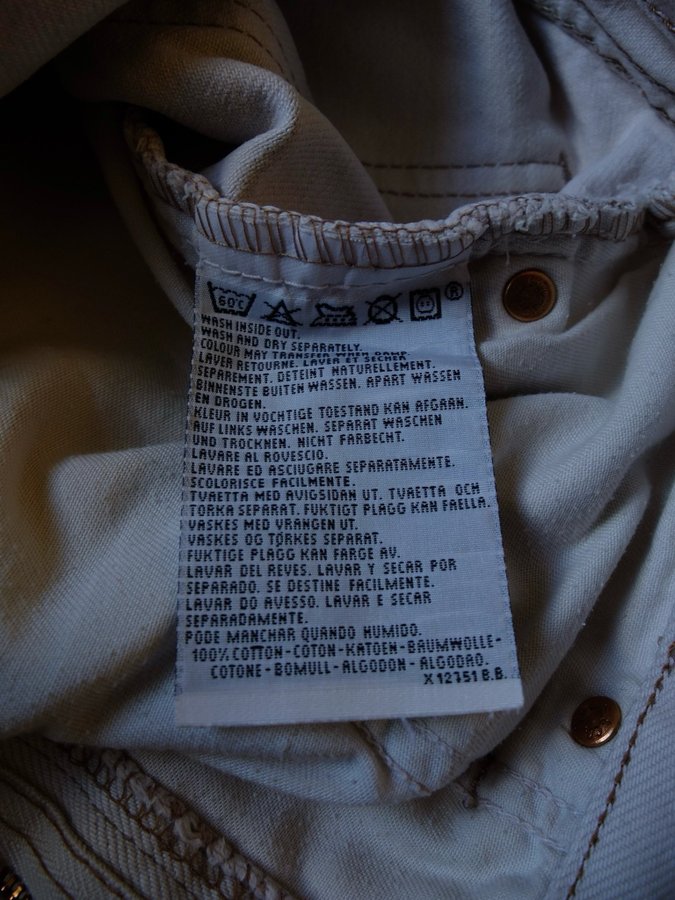 60°C ®
WASH INSIDE OUT.
WASH AND DRY SEPARATELY.
COLOUR MAY TRANSFER WHEN DAMP.
LAVER RETOURNE. LAVER ET SECHER
SEPAREMENT. DETEINT NATURELLEMENT.
BINNENSTE BUITEN WASSEN. APART WASSEN
EN DROGEN.
KLEUR IN VOCHTIGE TOESTAND KAN AFGAAN.
AUF LINKS WASCHEN. SEPARAT WASCHEN
UND TROCKNEN. NICHT FARBECHT.
LAVARE AL ROVESCIO.
LAVARE ED ASCIUGARE SEPARATAMENTE.
SCOLORISCE FACILMENTE.
TVAETTA MED AVIGSIDAN UT. TVAETTA OCH
TORKA SEPARAT. FUKTIGT PLAGG KAN FAELLA.
VASKES MED VRANGEN UT.
VASKES OG TØRKES SEPARAT.
FUKTIGE PLAGG KAN FARGE AV.
LAVAR DEL REVES. LAVAR Y SECAR POR
SEPARADO. SE DESTINE FACILMENTE.
LAVAR DO AVESSO. LAVAR E SECAR
SEPARADAMENTE.
PODE MANCHAR QUANDO HUMIDO.
100% COTTON-COTON-KATOEN-BAUMWOLLE-
COTONE-BOMULL-ALGODON-ALGODAO.
X 12751 B.B.